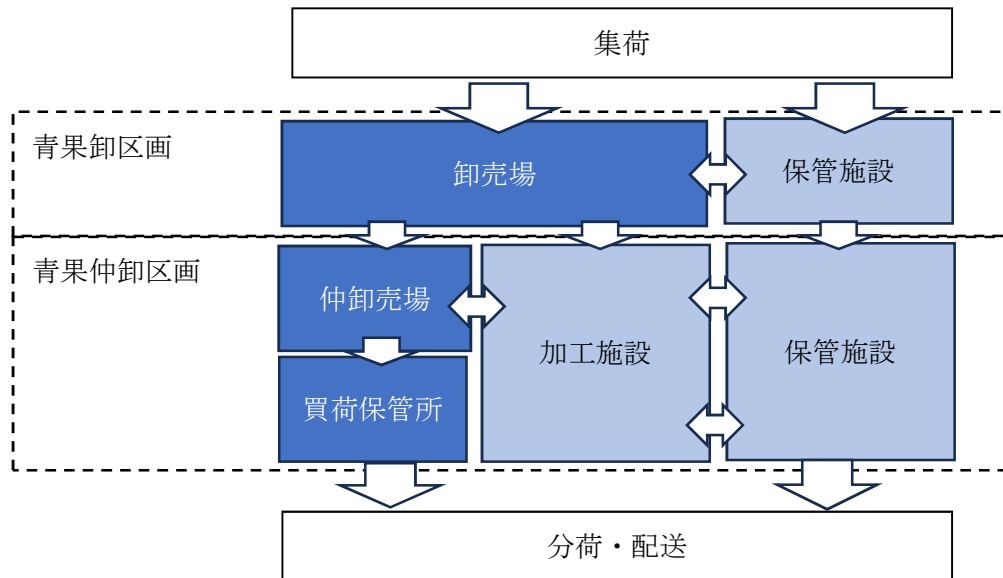 集荷
青果卸区画
卸売場
保管施設
青果仲卸区画
仲卸売場
加工施設
保管施設
買荷保管所
分荷・配送